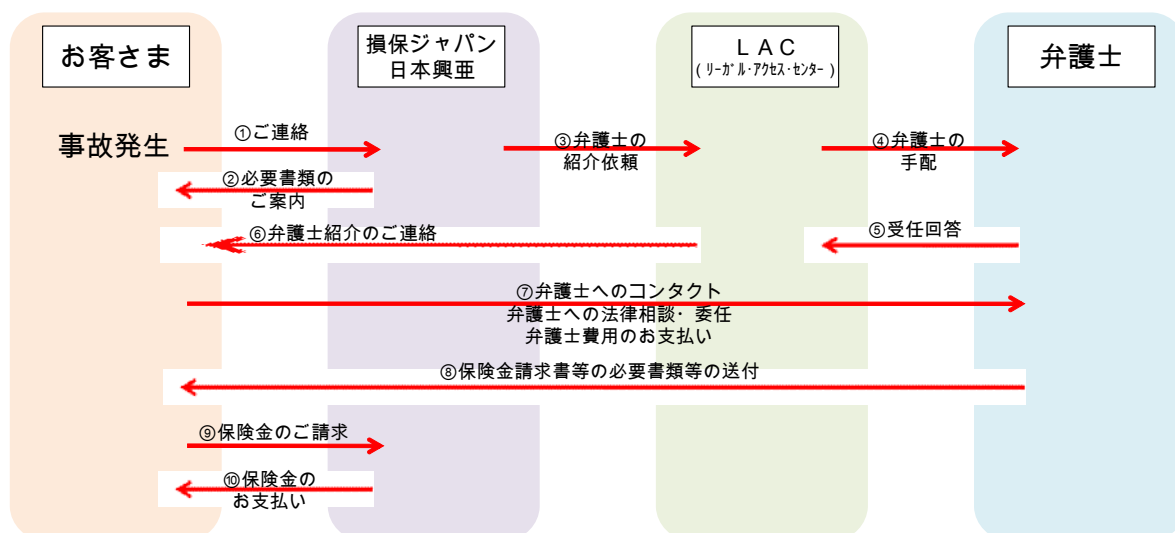 お客さま
損保ジャパン
日本興亜
ＬＡＣ
(ﾘｰｶﾞﾙ･ｱｸｾｽ･ｾﾝﾀｰ)
弁護士
事故発生
①ご連絡
③弁護士の
紹介依頼
④弁護士の
手配
②必要書類の
ご案内
⑥弁護士紹介のご連絡
⑤受任回答
⑦弁護士へのコンタクト
弁護士への法律相談・委任
弁護士費用のお支払い
⑧保険金請求書等の必要書類等の送付
⑨保険金のご請求
⑩保険金の
お支払い